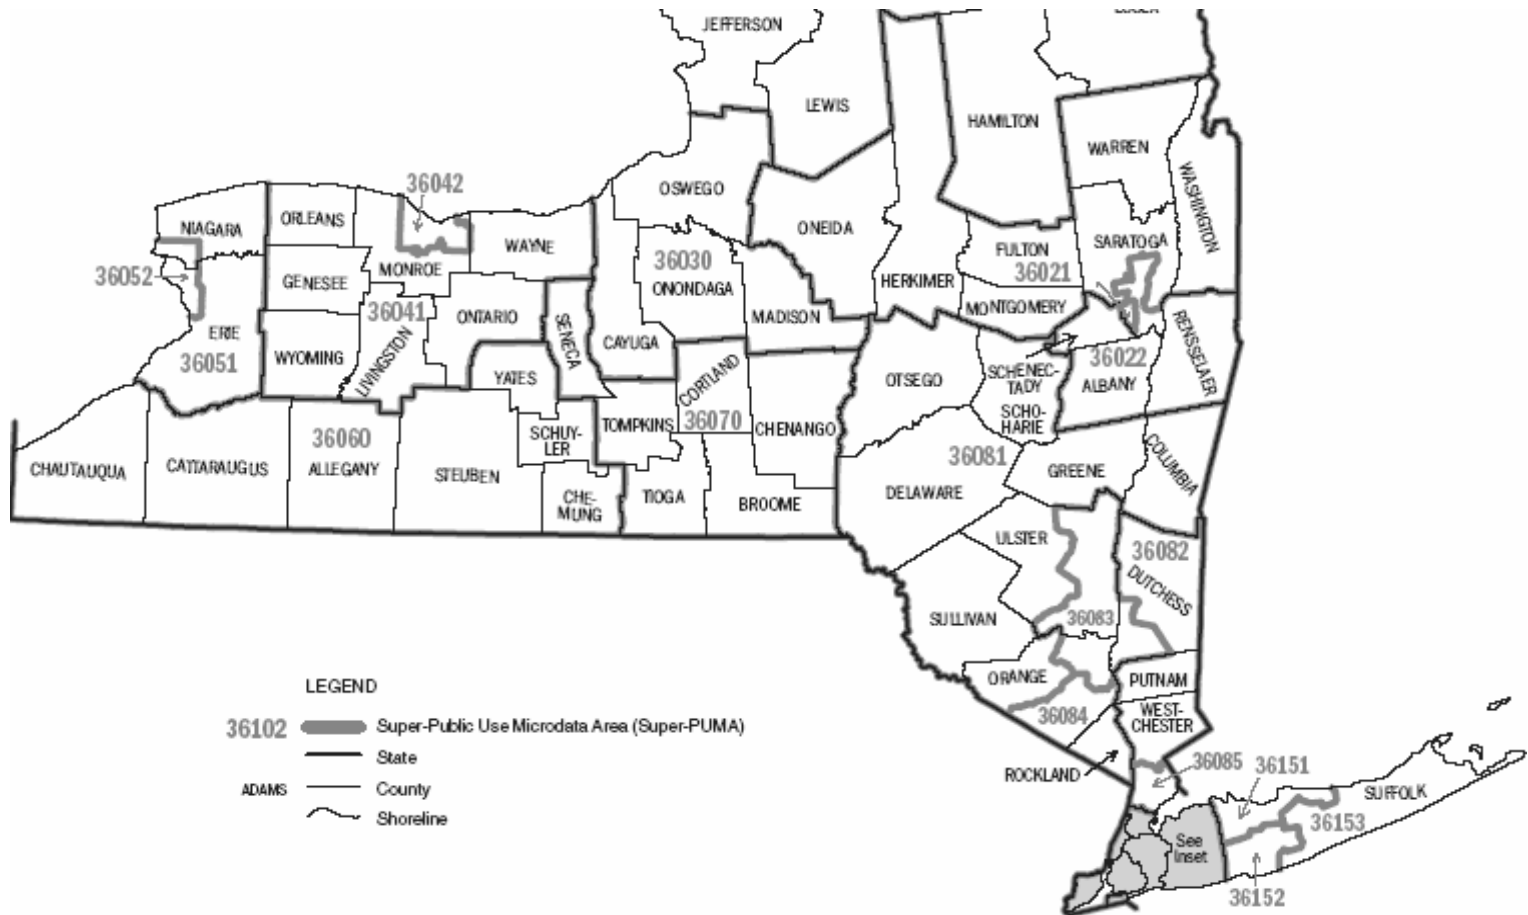 JEFFERSON
LEWIS
HAMILTON
WARREN
WASHINGTON
36042
OSWEGO
ORLEANS
NIAGARA
WAYNE
ONEIDA
SARATOGA
FULTON
36030
36021
MONROE
36052
GENESEE
ONONDAGA
HERKIMER
MONTGOMERY
36041
ONTARIO
SENECA
MADISON
RENSSELAER
ERIE
CAYUGA
36051
WYOMING
LIVINGSTON
36022
YATES
CORTLAND
OTSEGO
SCHENEC-
TADY
ALBANY
SCHO-
HARIE
36070
TOMPKINS
CHENANGO
36060
SCHUY-
LER
36081
COLUMBIA
CHAUTAUQUA
CATTARAUGUS
ALLEGANY
STEUBEN
GREENE
CHE-
MUNG
TIOGA
BROOME
DELAWARE
ULSTER
36082
DUTCHESS
SULLIVAN
36083
ORANGE
PUTNAM
36084
WEST-
CHESTER
ROCKLAND
36085
36151
SUFFOLK
36153
See
Inset
36152
LEGEND
36102 Super-Public Use Microdata Area (Super-PUMA)
State
ADAMS County
Shoreline